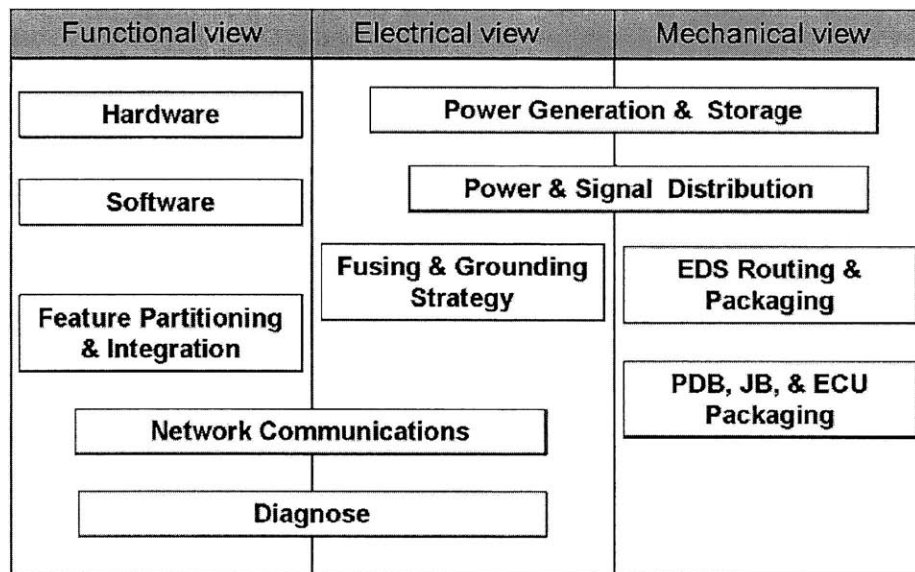 Functional view
Electrical view
Mechanical view
Hardware
Power Generation & Storage
Software
Power & Signal Distribution
Fusing & Grounding
Strategy
EDS Routing &
Packaging
Feature Partitioning
& Integration
PDB, JB, & ECU
Packaging
Network Communications
Diagnose